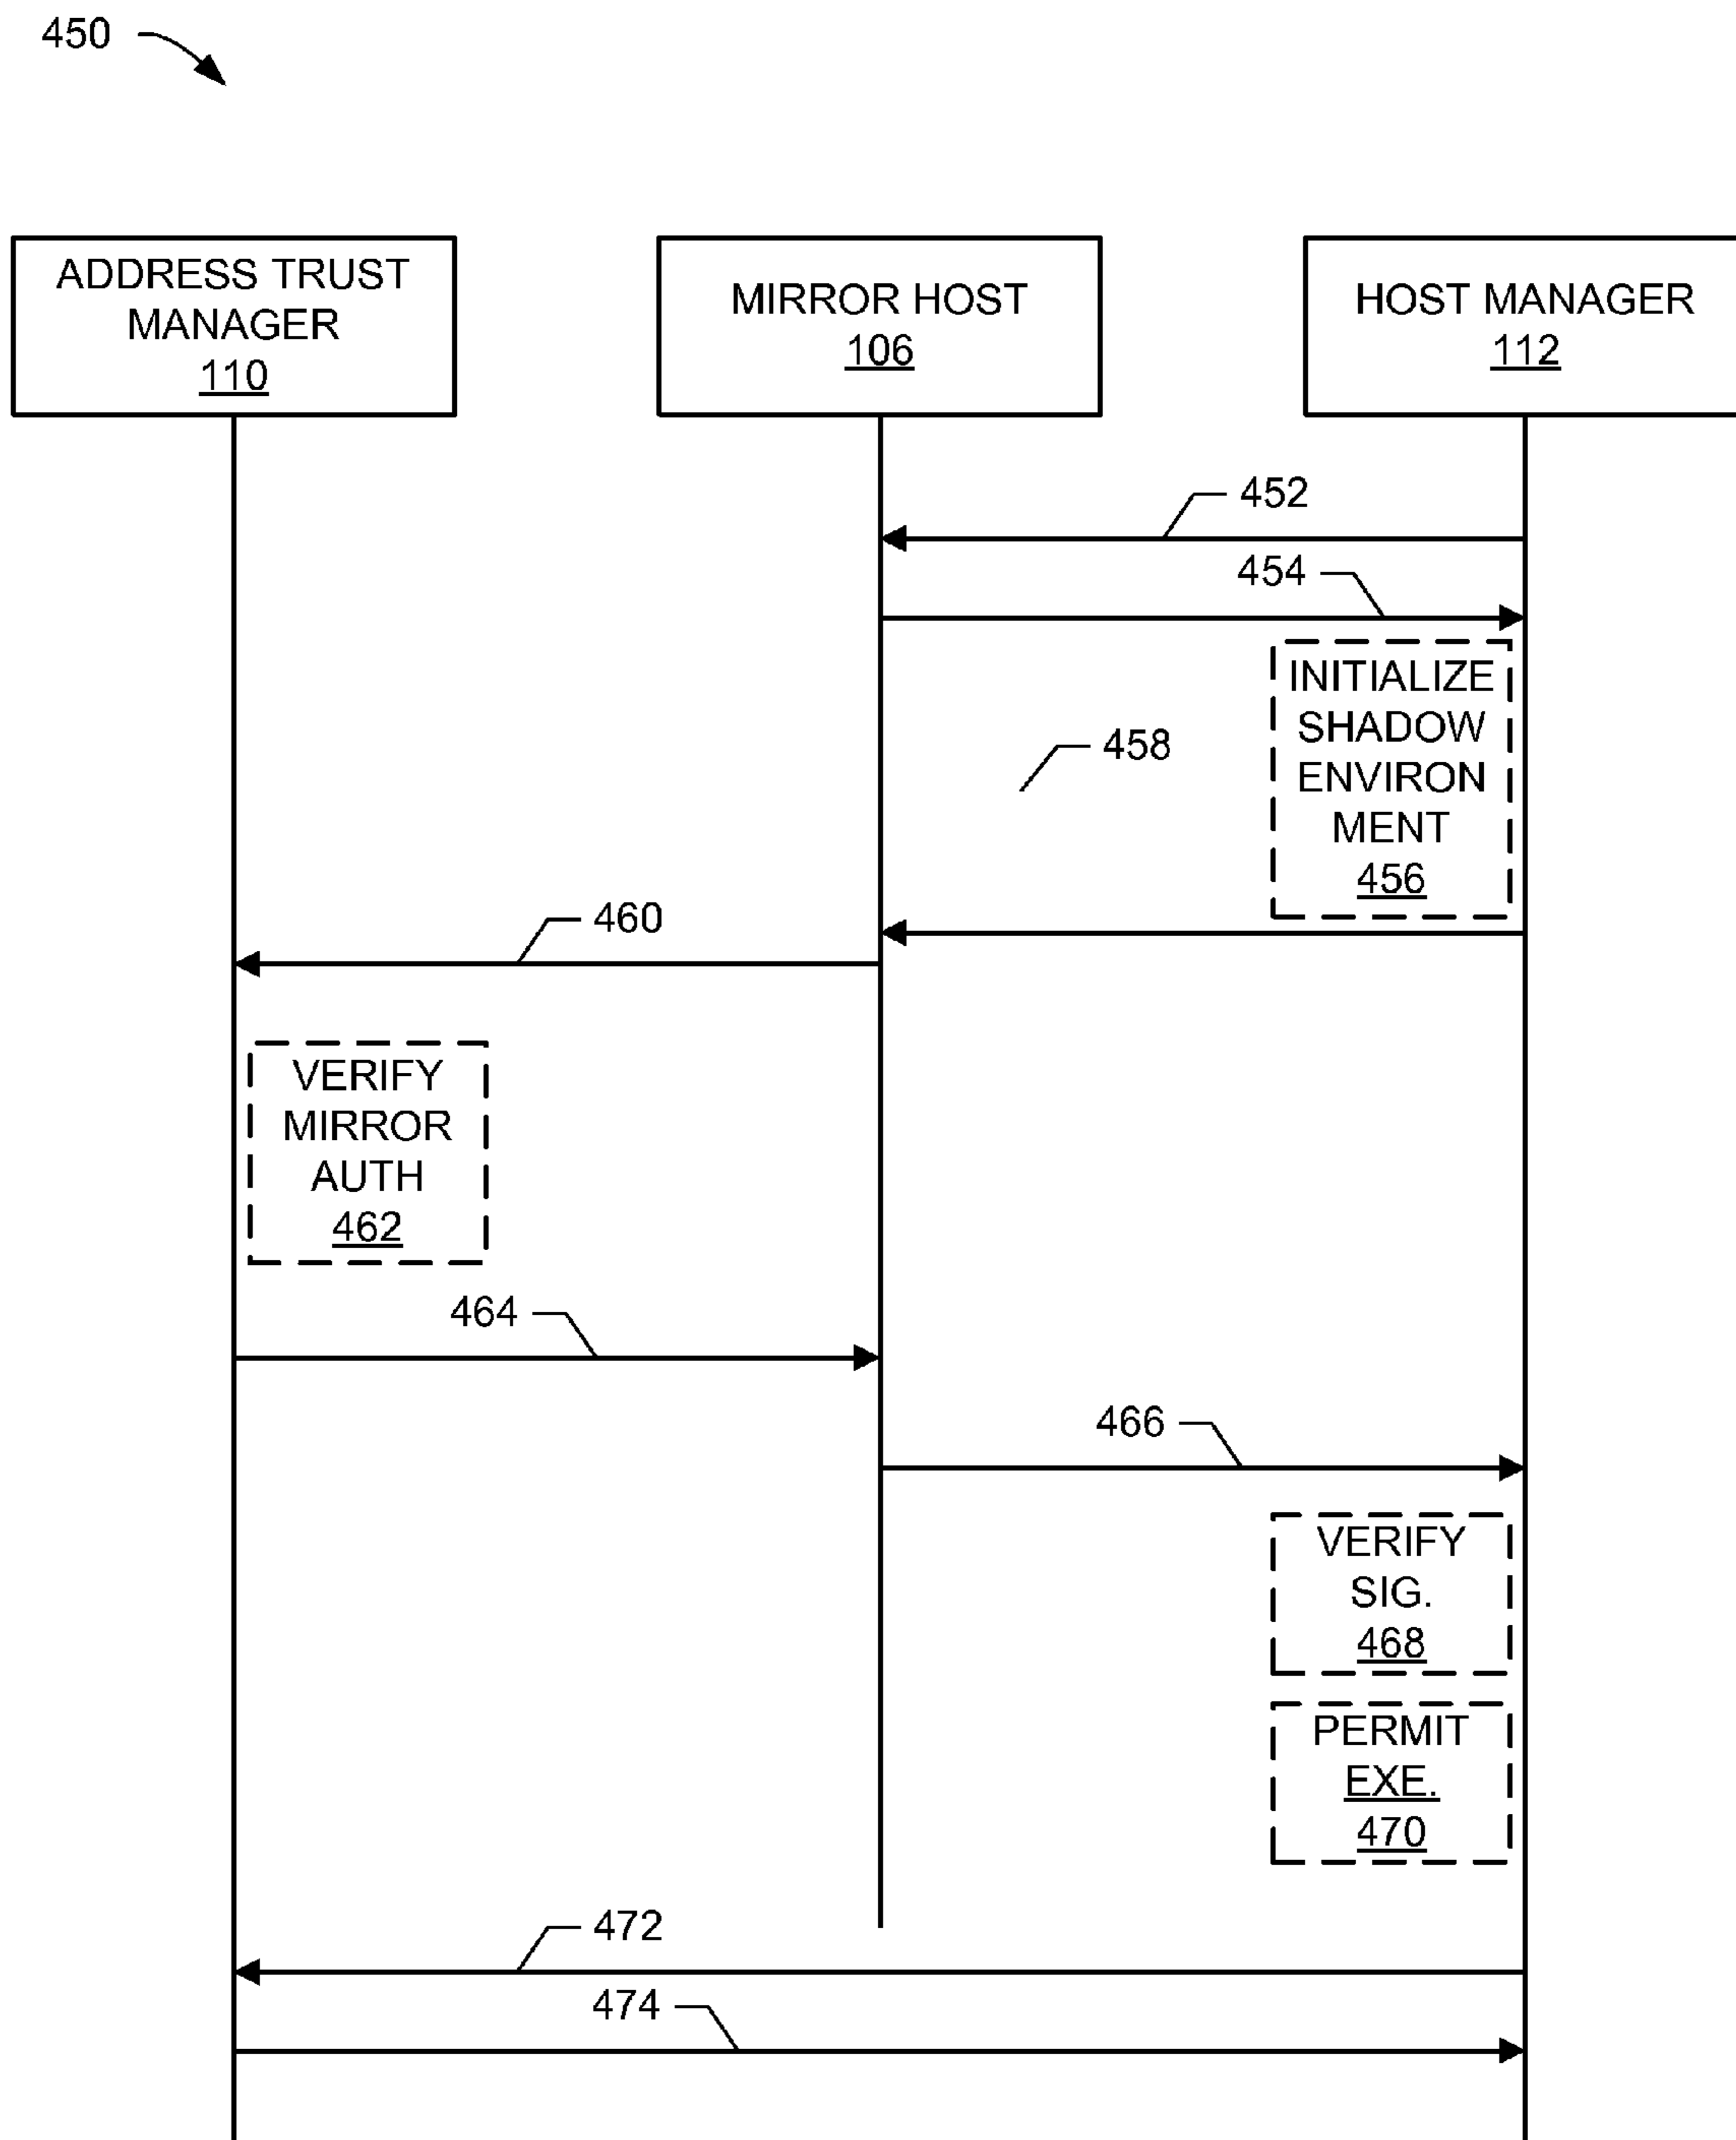 450
ADDRESS TRUST
MANAGER
110
MIRROR HOST
106
HOST MANAGER
112
452
454
INITIALIZE
SHADOW
ENVIRON
MENT
456
458
460
VERIFY
MIRROR
AUTH
462
464
466
VERIFY
SIG.
468
PERMIT
EXE.
470
472
474